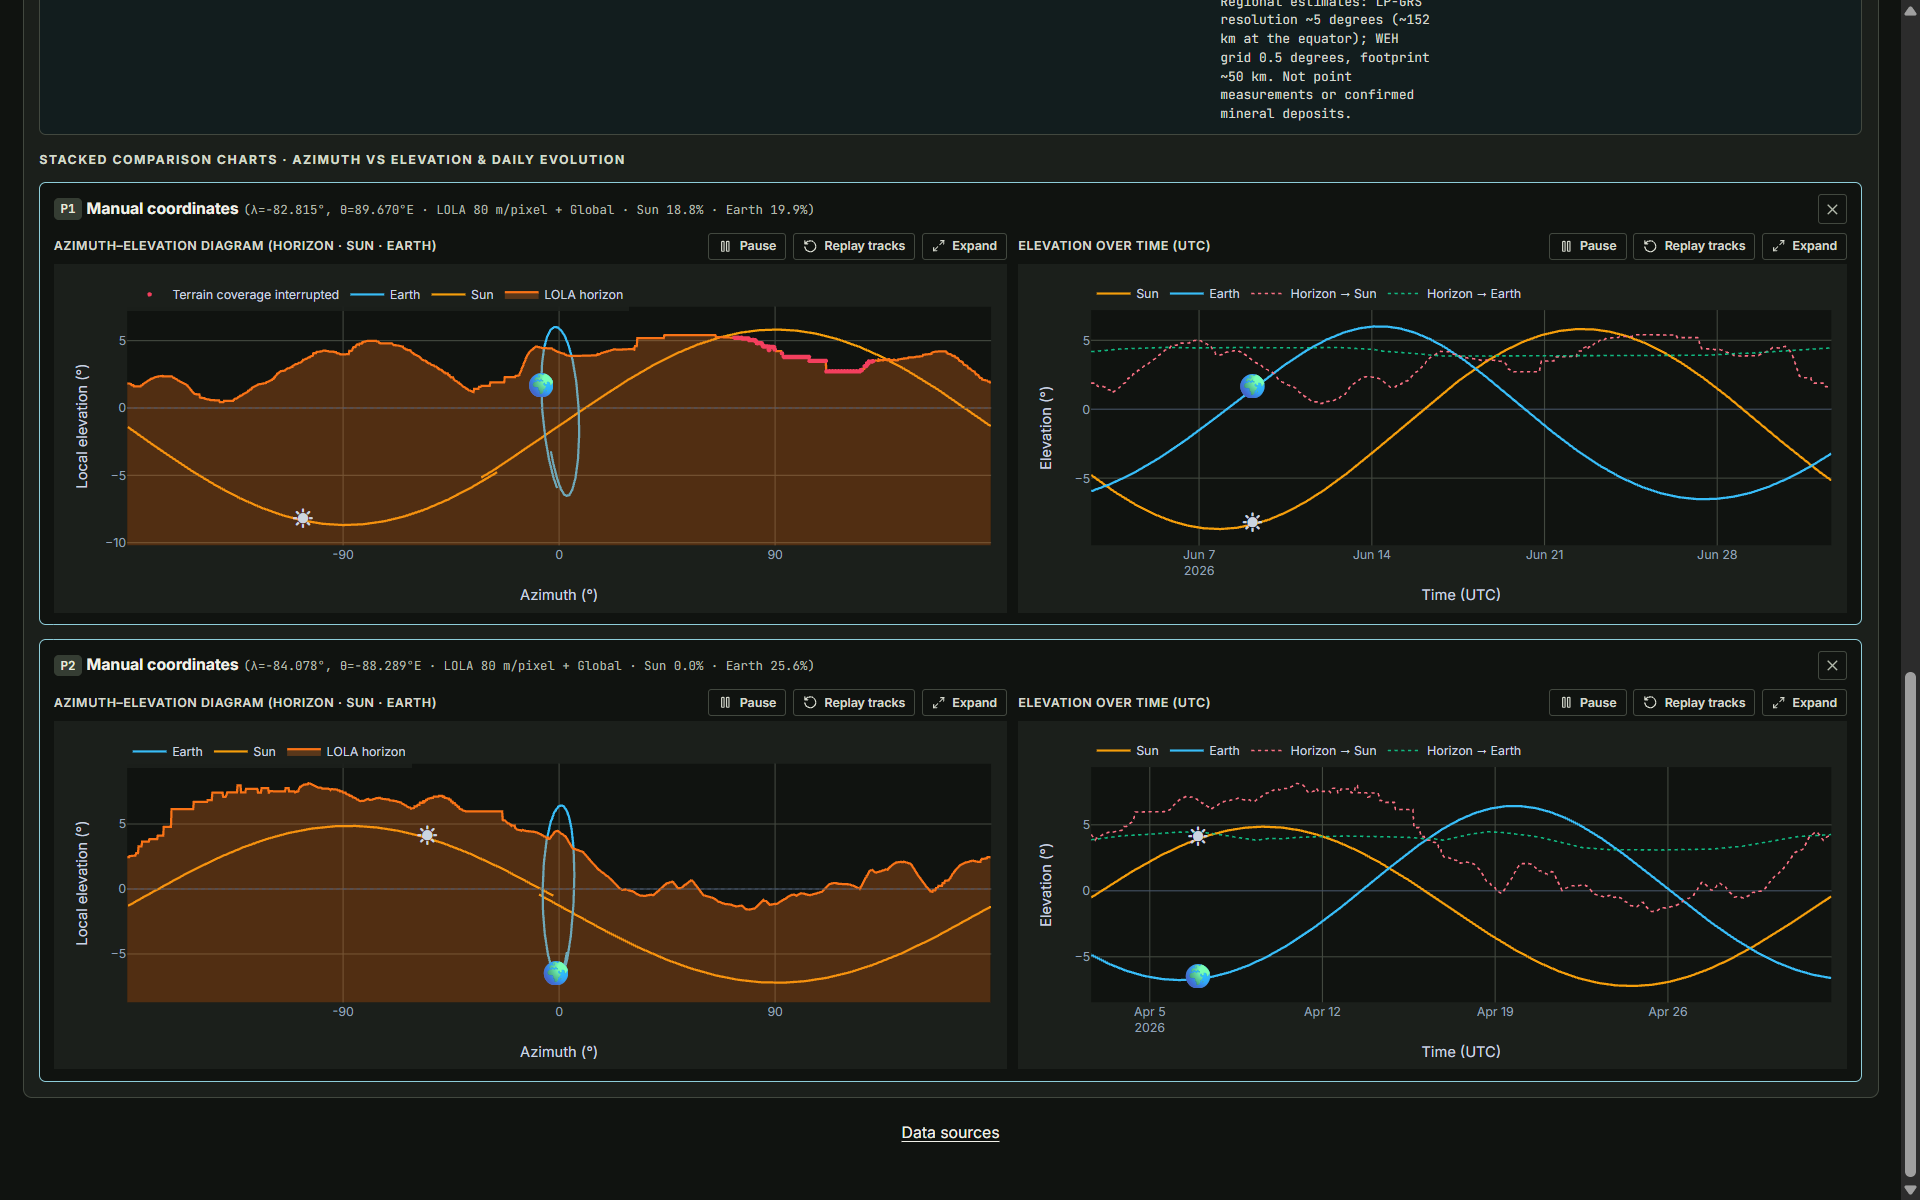 Regional estimates: LP-GRS
resolution ~5 degrees (~152
km at the equator); WEH
grid 0.5 degrees, footprint
~50 km. Not point
measurements or confirmed
mineral deposits.
STACKED COMPARISON CHARTS · AZIMUTH VS ELEVATION & DAILY EVOLUTION
P1 Manual coordinates (λ=-82.815°, θ=89.670°E · LOLA 80 m/pixel + Global · Sun 18.8% · Earth 19.9%)
AZIMUTH–ELEVATION DIAGRAM (HORIZON · SUN · EARTH) Pause Replay tracks Expand
Terrain coverage interrupted Earth Sun LOLA horizon
5
0
−5
−10
Local elevation (°)
-90 0 90
Azimuth (°)
ELEVATION OVER TIME (UTC) Pause Replay tracks Expand
Sun Earth Horizon → Sun Horizon → Earth
5
0
−5
Elevation (°)
Jun 7 Jun 14 Jun 21 Jun 28
2026
Time (UTC)
P2 Manual coordinates (λ=-84.078°, θ=-88.289°E · LOLA 80 m/pixel + Global · Sun 0.0% · Earth 25.6%)
AZIMUTH–ELEVATION DIAGRAM (HORIZON · SUN · EARTH) Pause Replay tracks Expand
Earth Sun LOLA horizon
5
0
−5
Local elevation (°)
-90 0 90
Azimuth (°)
ELEVATION OVER TIME (UTC) Pause Replay tracks Expand
Sun Earth Horizon → Sun Horizon → Earth
5
0
−5
Elevation (°)
Apr 5 Apr 12 Apr 19 Apr 26
2026
Time (UTC)
Data sources